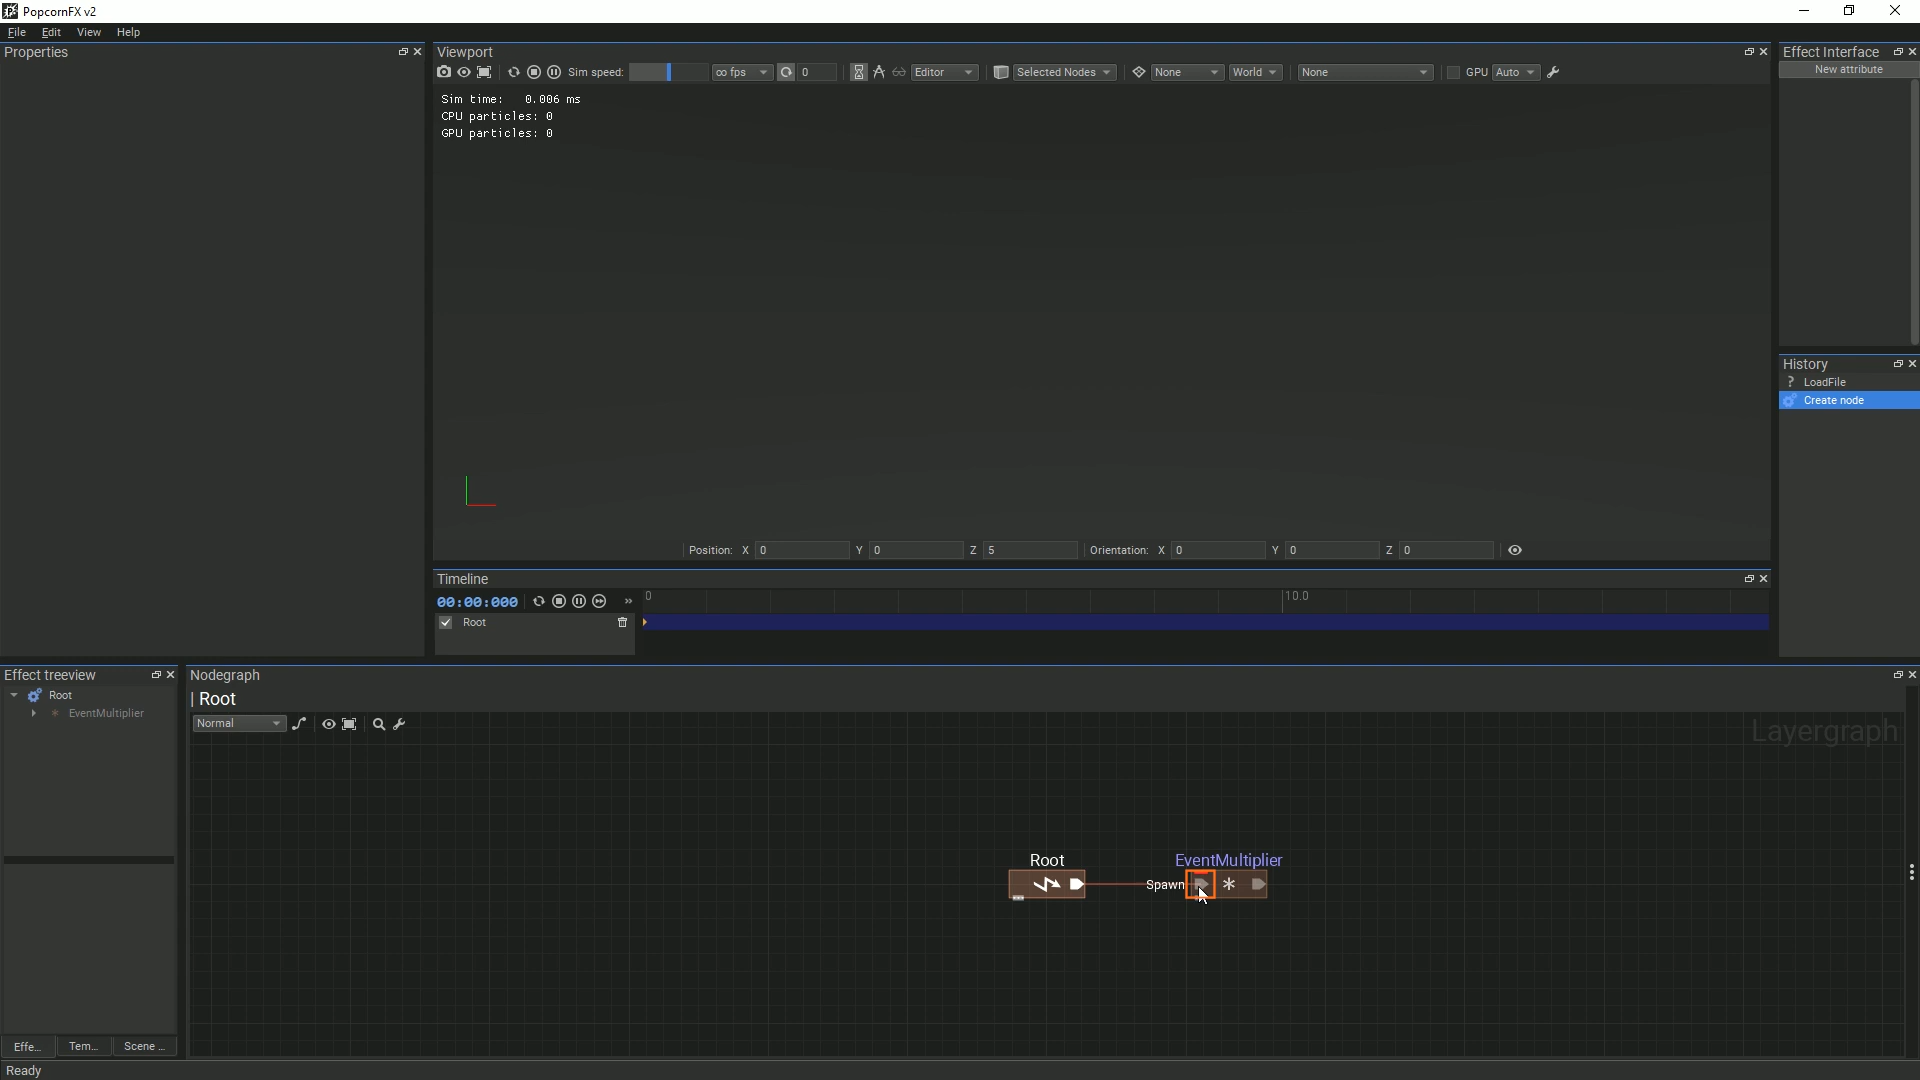 PopcornFX v2
File Edit View Help
Properties
Viewport
Sim speed: ∞ fps 0 Editor Selected Nodes None World None GPU Auto
Sim time: 0.006 ms
CPU particles: 0
GPU particles: 0
Position: X 0 Y 0 Z 5 Orientation: X 0 Y 0 Z 0
Effect Interface
New attribute
History
? LoadFile
Create node
Timeline
00:00:000 » 0 10.0
Root
Effect treeview
Root
EventMultiplier
Effe... Tem... Scene ...
Nodegraph
| Root
Normal
Layergraph
Root
EventMultiplier
Spawn
Ready